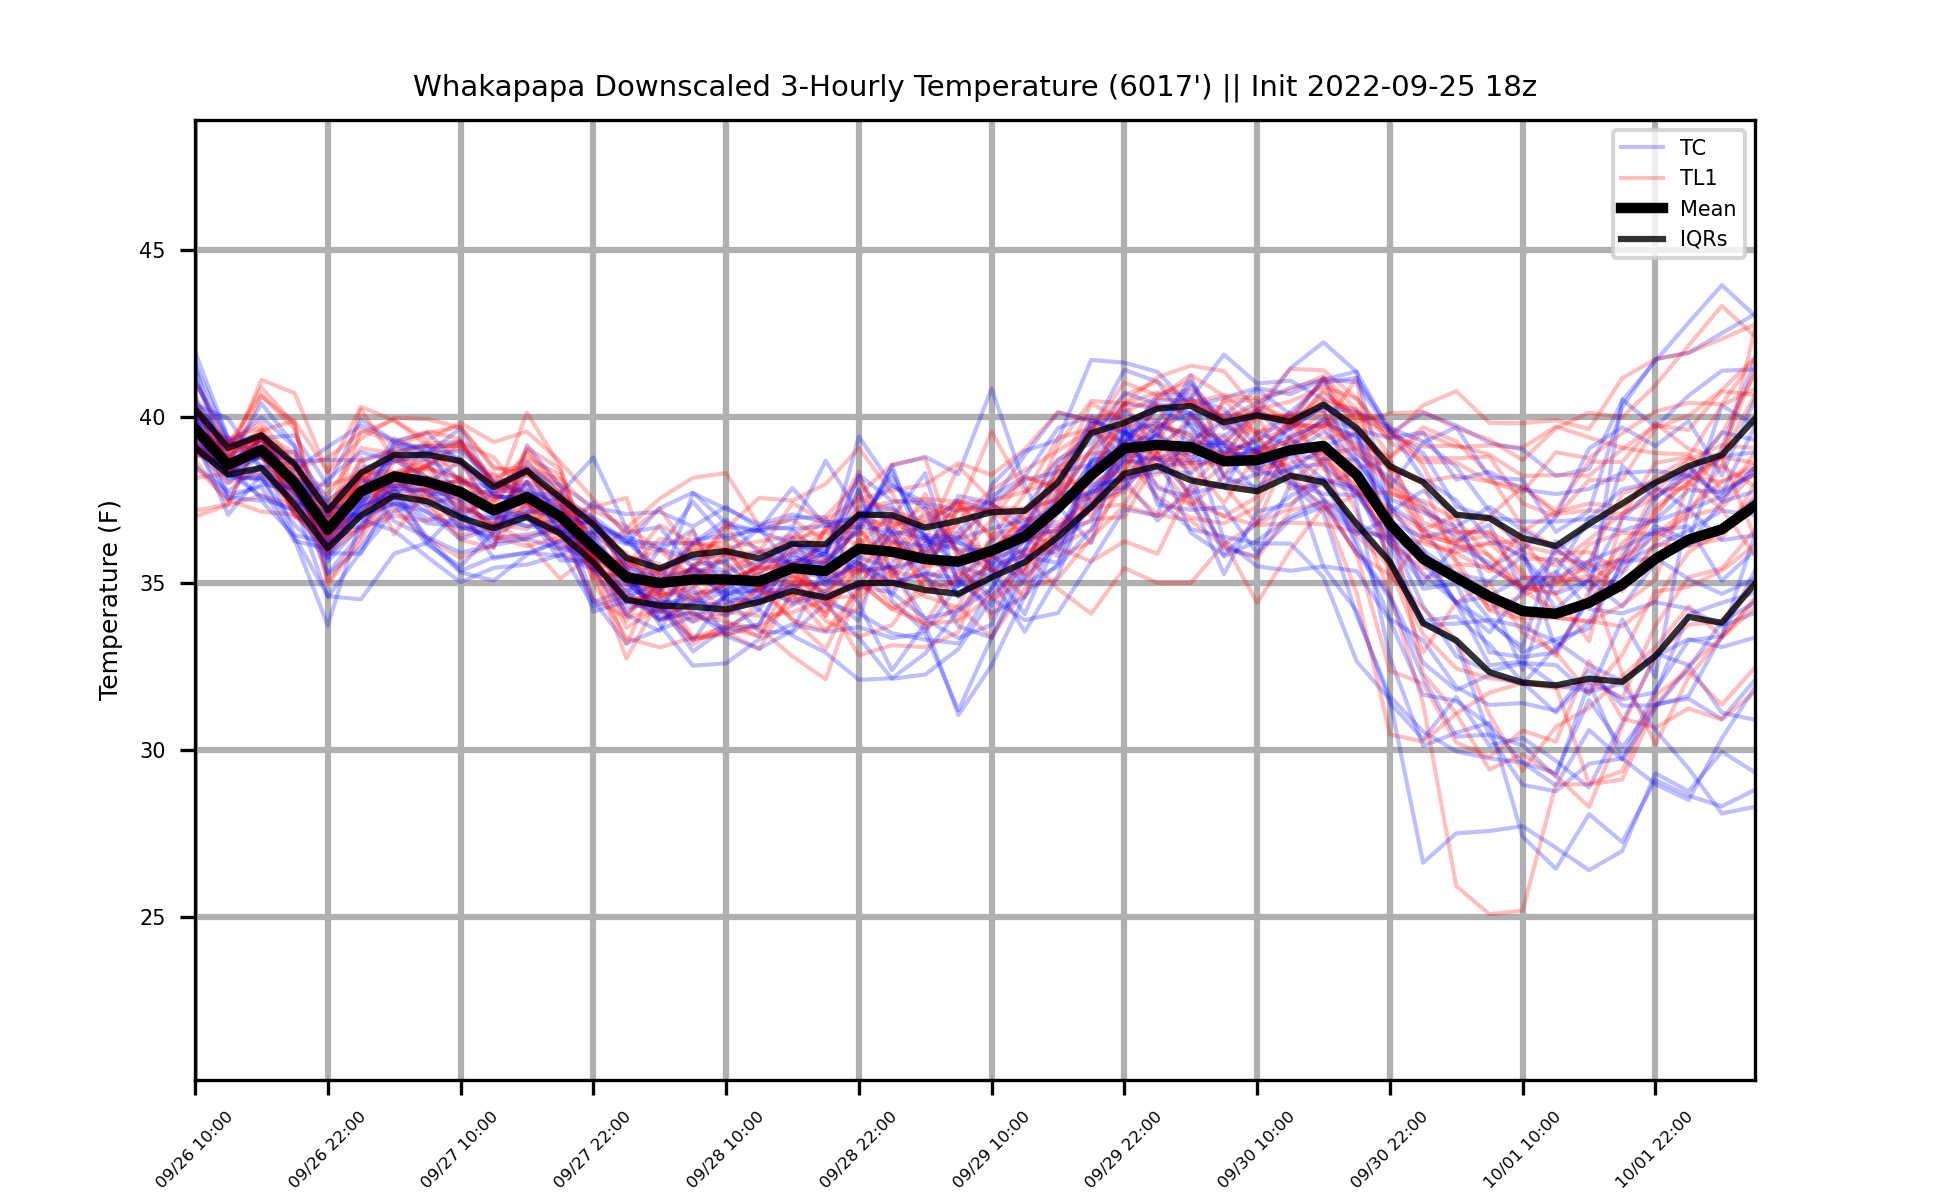 Whakapapa Downscaled 3-Hourly Temperature (6017') || Init 2022-09-25 18z
TC
TL1
Mean
IQRs
Temperature (F)
45
40
35
30
25
09/26 10:00
09/26 22:00
09/27 10:00
09/27 22:00
09/28 10:00
09/28 22:00
09/29 10:00
09/29 22:00
09/30 10:00
09/30 22:00
10/01 10:00
10/01 22:00